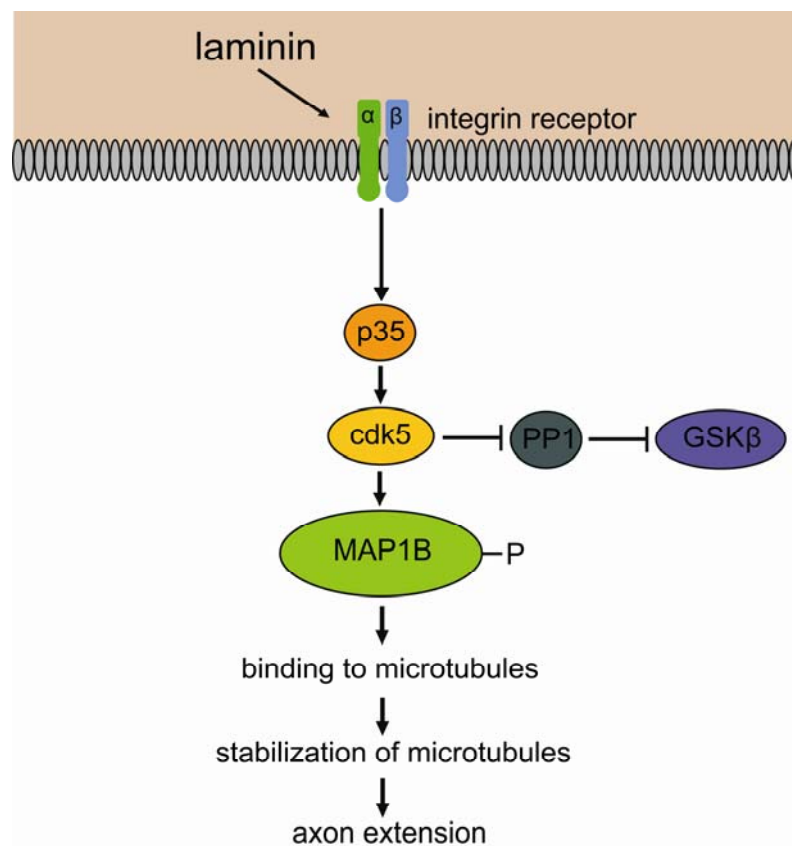 laminin
α β integrin receptor
p35
cdk5 PP1 GSKβ
MAP1B P
binding to microtubules
stabilization of microtubules
axon extension